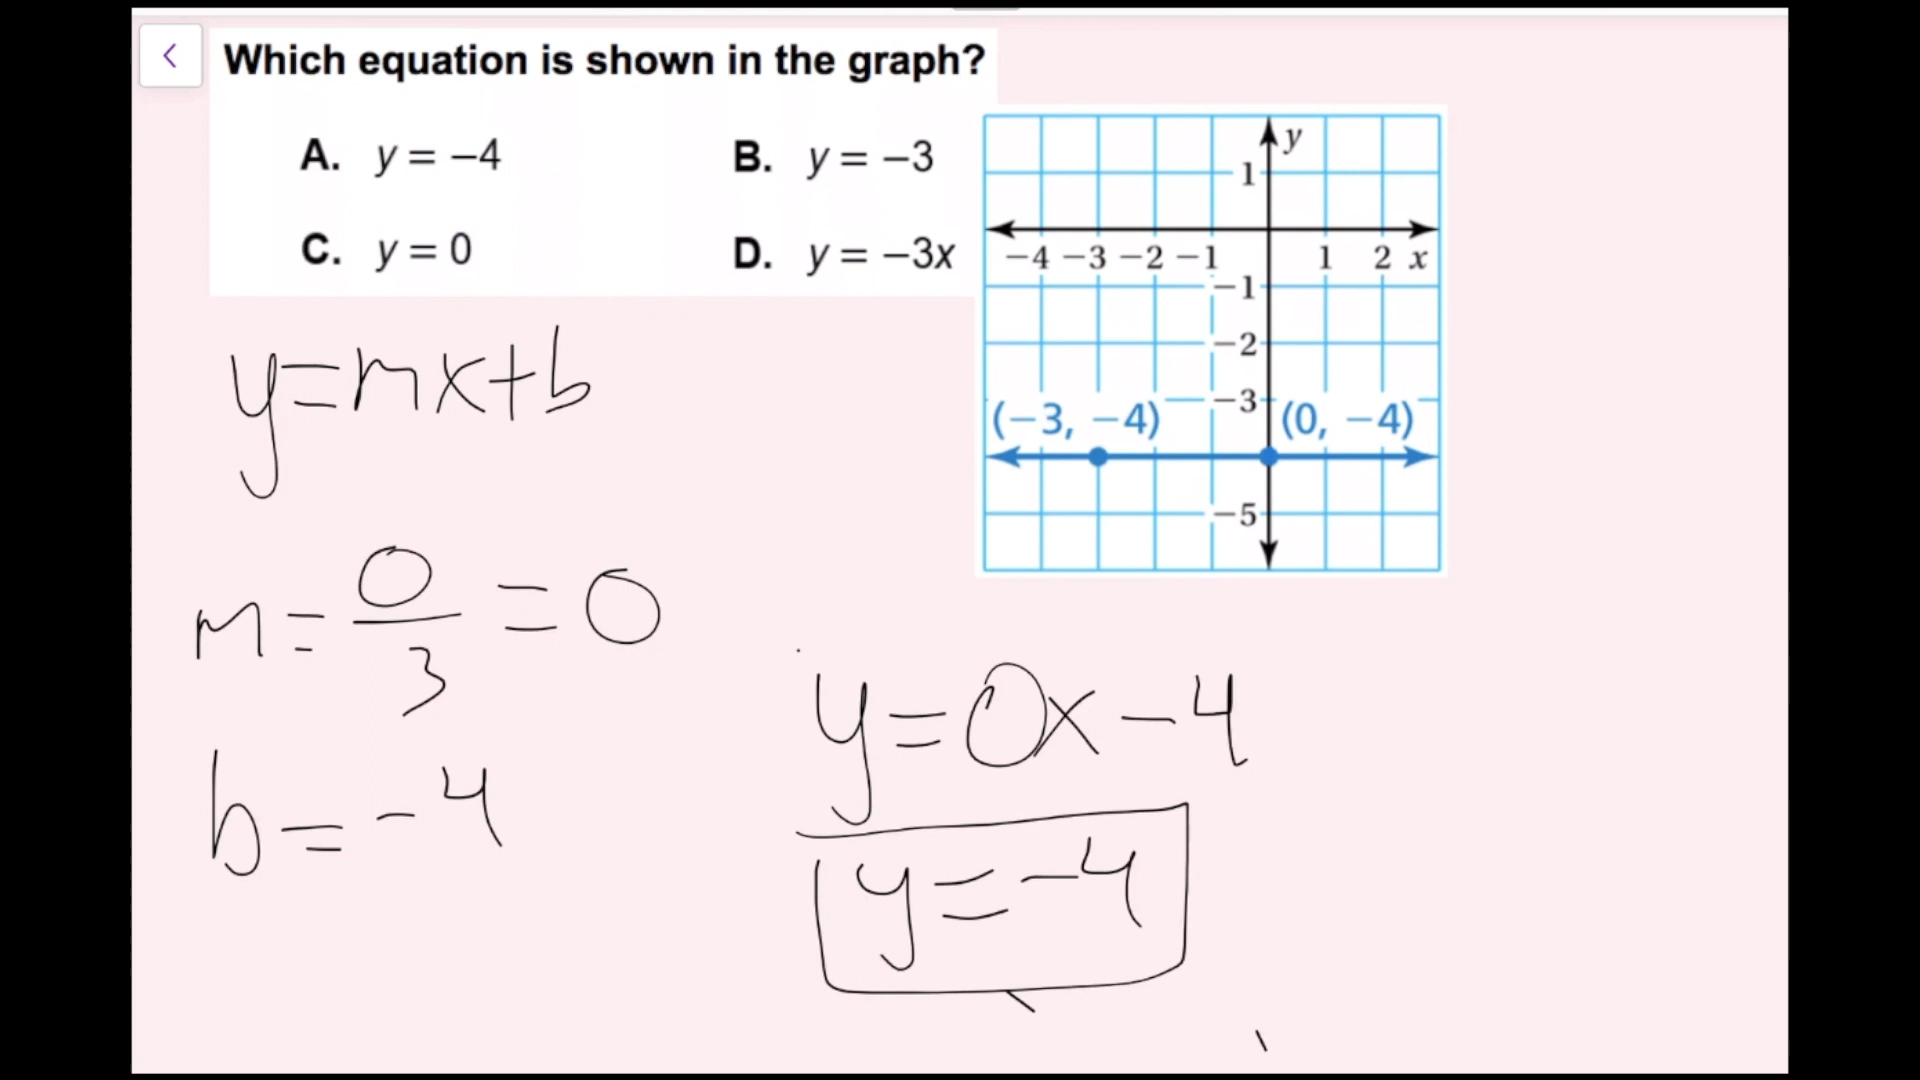 Which equation is shown in the graph?
A. y = −4
B. y = −3
C. y = 0
D. y = −3x
y
1
−4 −3 −2 −1 1 2 x
−1
−2
−3
(−3, −4) (0, −4)
−5
y=mx+b
m= 0/3 =0
b=-4
y=0x-4
y=-4